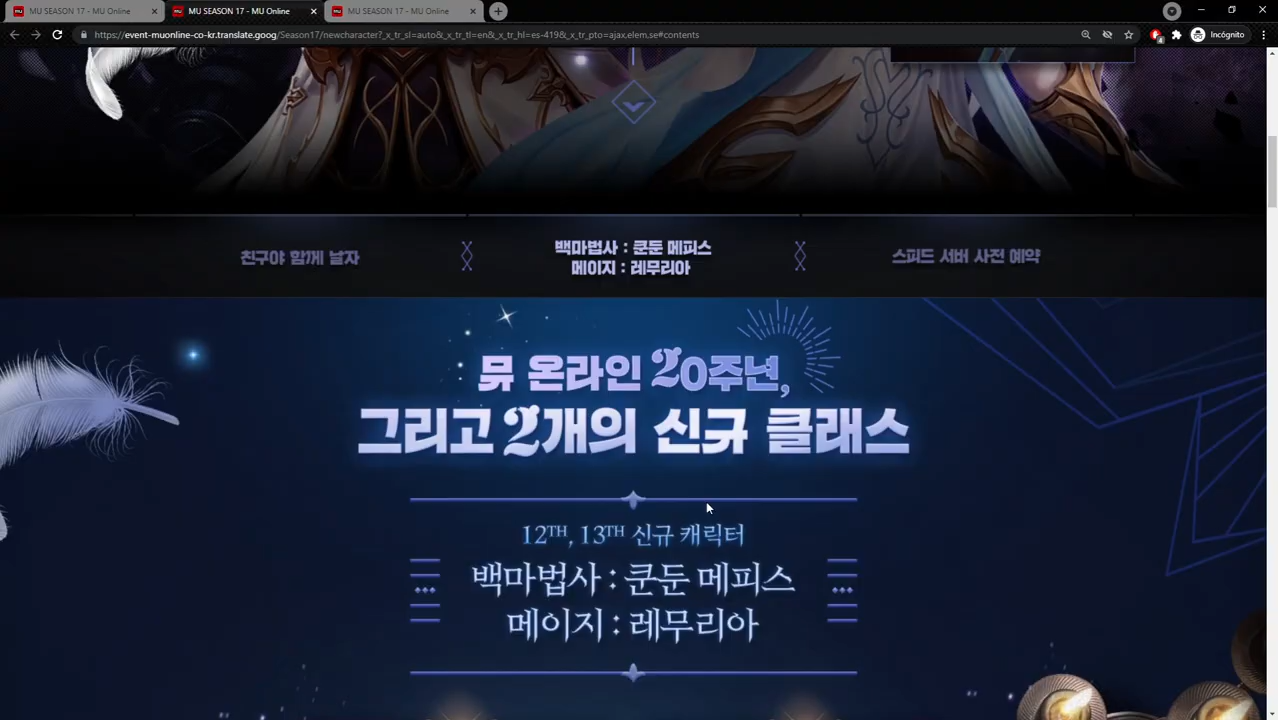 MU SEASON 17 - MU Online
MU SEASON 17 - MU Online
MU SEASON 17 - MU Online
https://event-muonline-co-kr.translate.goog/Season17/newcharacter?_x_tr_sl=auto&_x_tr_tl=en&_x_tr_hl=es-419&_x_tr_pto=ajax,elem,se#contents
Incógnito
친구야 함께 날자
백마법사 : 쿤둔 메피스
메이지 : 레무리아
스피드 서버 사전 예약
뮤 온라인 20주년,
그리고 2개의 신규 클래스
12TH, 13TH 신규 캐릭터
백마법사 : 쿤둔 메피스
메이지 : 레무리아